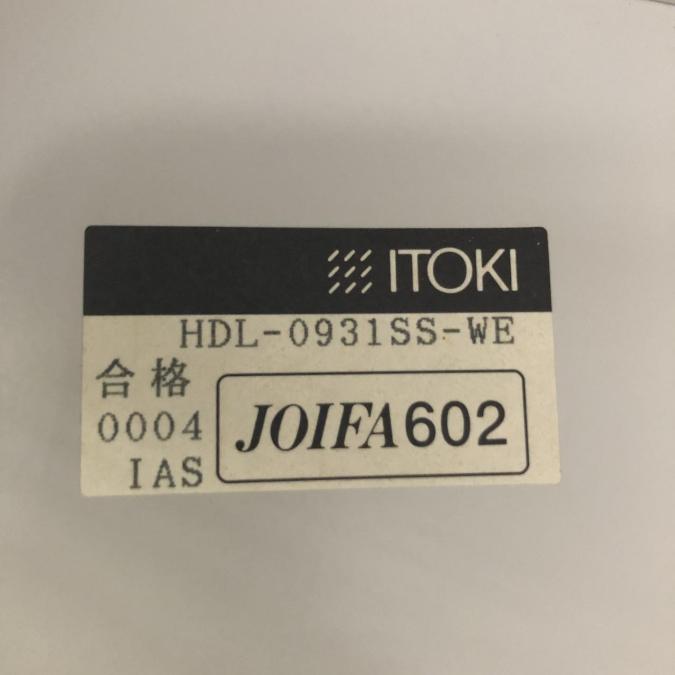 ITOKI
HDL-0931SS-WE
合格
0004
IAS
JOIFA602